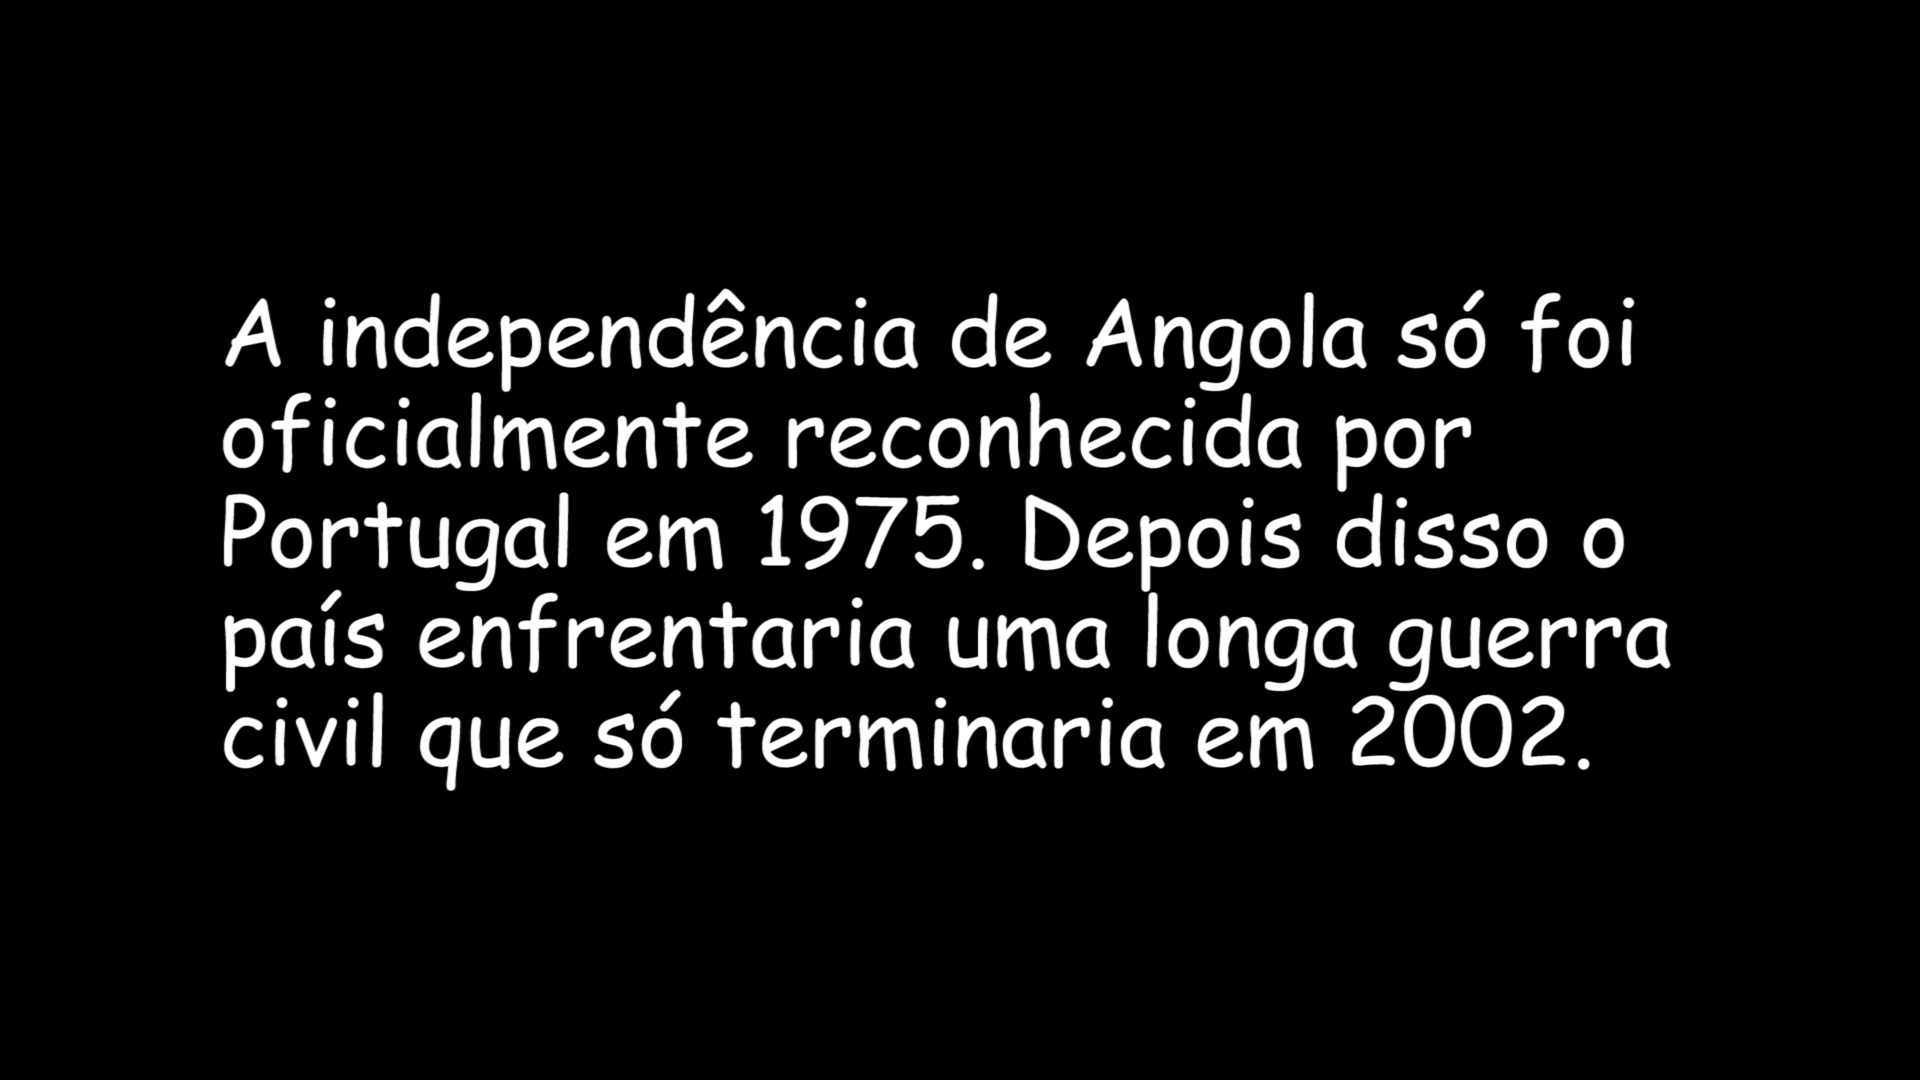 A independência de Angola só foi
oficialmente reconhecida por
Portugal em 1975. Depois disso o
país enfrentaria uma longa guerra
civil que só terminaria em 2002.